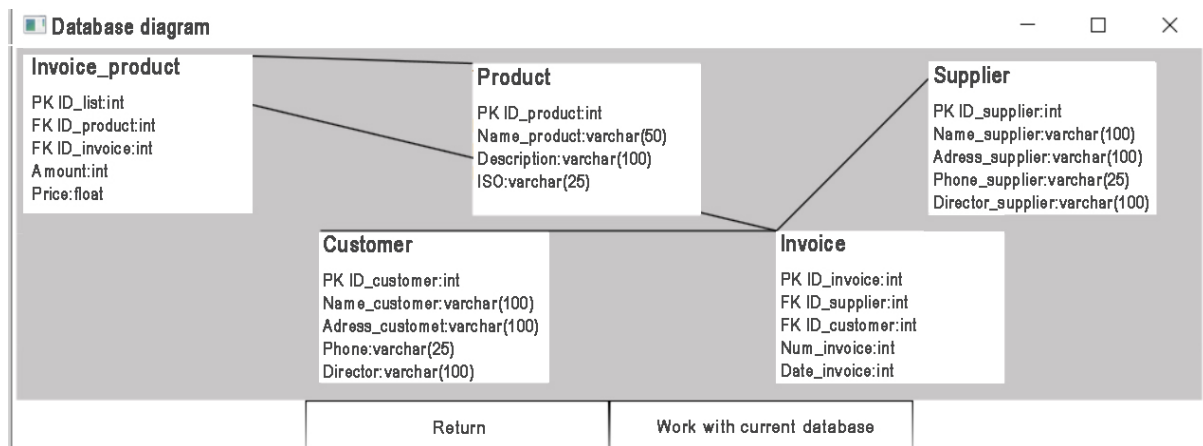 Database diagram
Invoice_product
PK ID_list:int
FK ID_product:int
FK ID_invoice:int
Amount:int
Price:float
Product
PK ID_product:int
Name_product:varchar(50)
Description:varchar(100)
ISO:varchar(25)
Supplier
PK ID_supplier:int
Name_supplier:varchar(100)
Adress_supplier:varchar(100)
Phone_supplier:varchar(25)
Director_supplier:varchar(100)
Customer
PK ID_customer:int
Name_customer:varchar(100)
Adress_customet:varchar(100)
Phone:varchar(25)
Director:varchar(100)
Invoice
PK ID_invoice:int
FK ID_supplier:int
FK ID_customer:int
Num_invoice:int
Date_invoice:int
Return
Work with current database